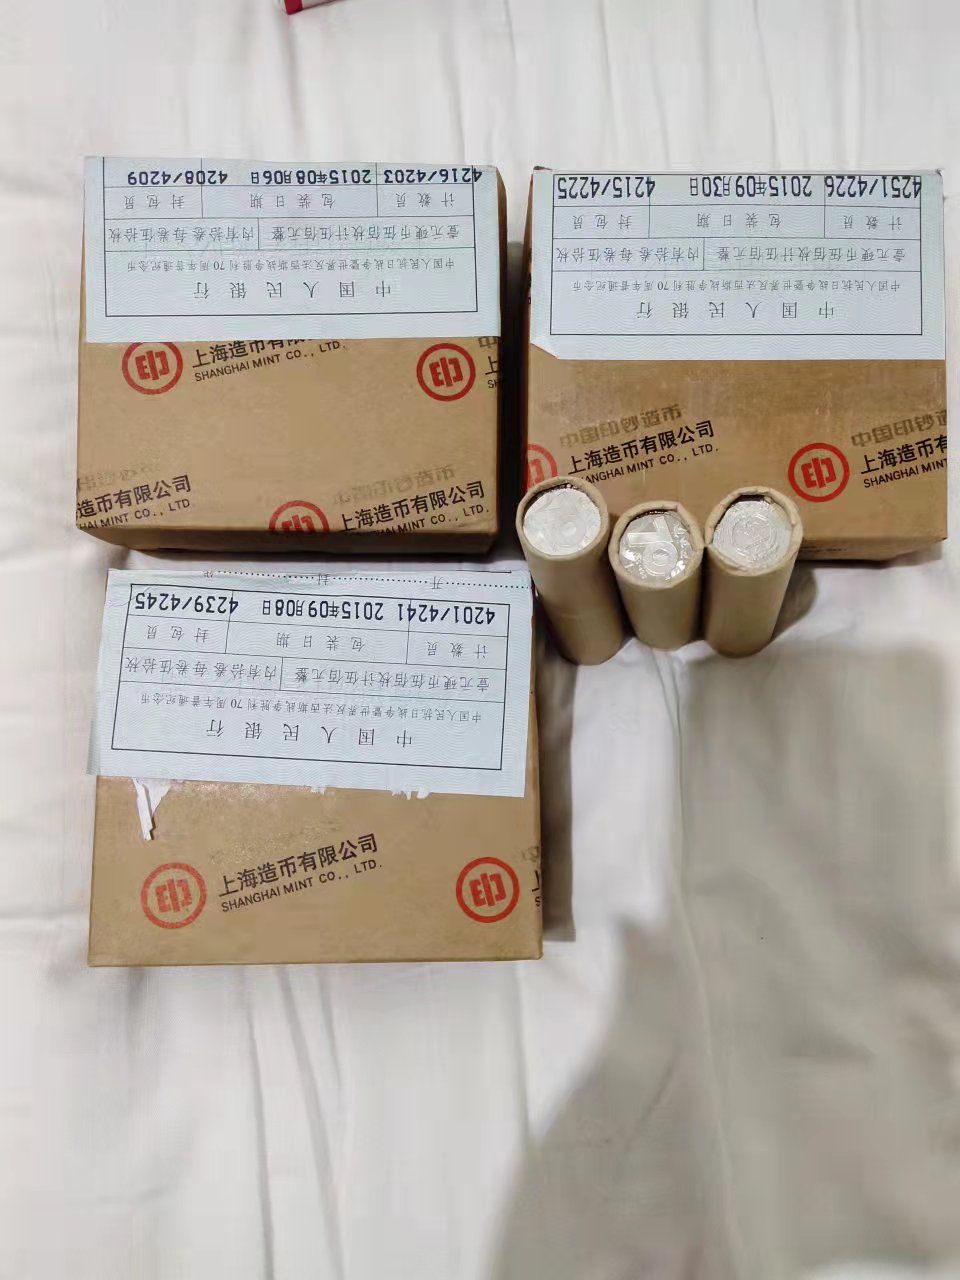 中国人民银行
中国人民抗日战争暨世界反法西斯战争胜利70周年普通纪念币
壹元硬币伍佰枚计伍佰元整 内有拾卷每卷伍拾枚
计数员 包装日期 封包员
4216/4203 2015年08月06日 4208/4209
上海造币有限公司
SHANGHAI MINT CO., LTD.
造币有限公司
HAI MINT CO., LTD.
上海造币有限公司
SHANGHAI MINT CO., LTD.
中国人民银行
中国人民抗日战争暨世界反法西斯战争胜利70周年普通纪念币
壹元硬币伍佰枚计伍佰元整 内有拾卷每卷伍拾枚
计数员 包装日期 封包员
4251/4226 2015年09月30日 4215/4225
中国印钞造币
上海造币有限公司
SHANGHAI MINT CO., LTD.
中国印钞造
上海造币有
SHANGHAI M
中国人民银行
中国人民抗日战争暨世界反法西斯战争胜利70周年普通纪念币
壹元硬币伍佰枚计伍佰元整 内有拾卷每卷伍拾枚
计数员 包装日期 封包员
4201/4241 2015年09月08日 4239/4245
上海造币有限公司
SHANGHAI MINT CO., LTD.